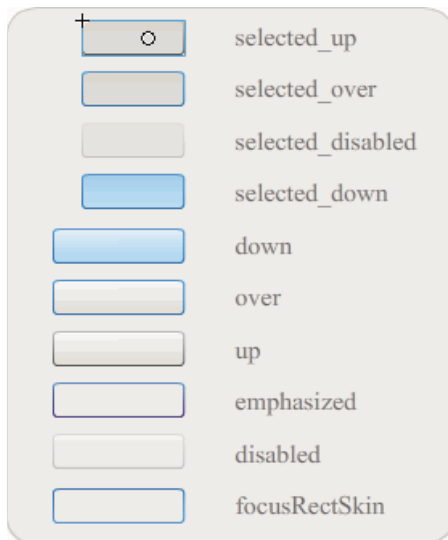 selected_up
selected_over
selected_disabled
selected_down
down
over
up
emphasized
disabled
focusRectSkin